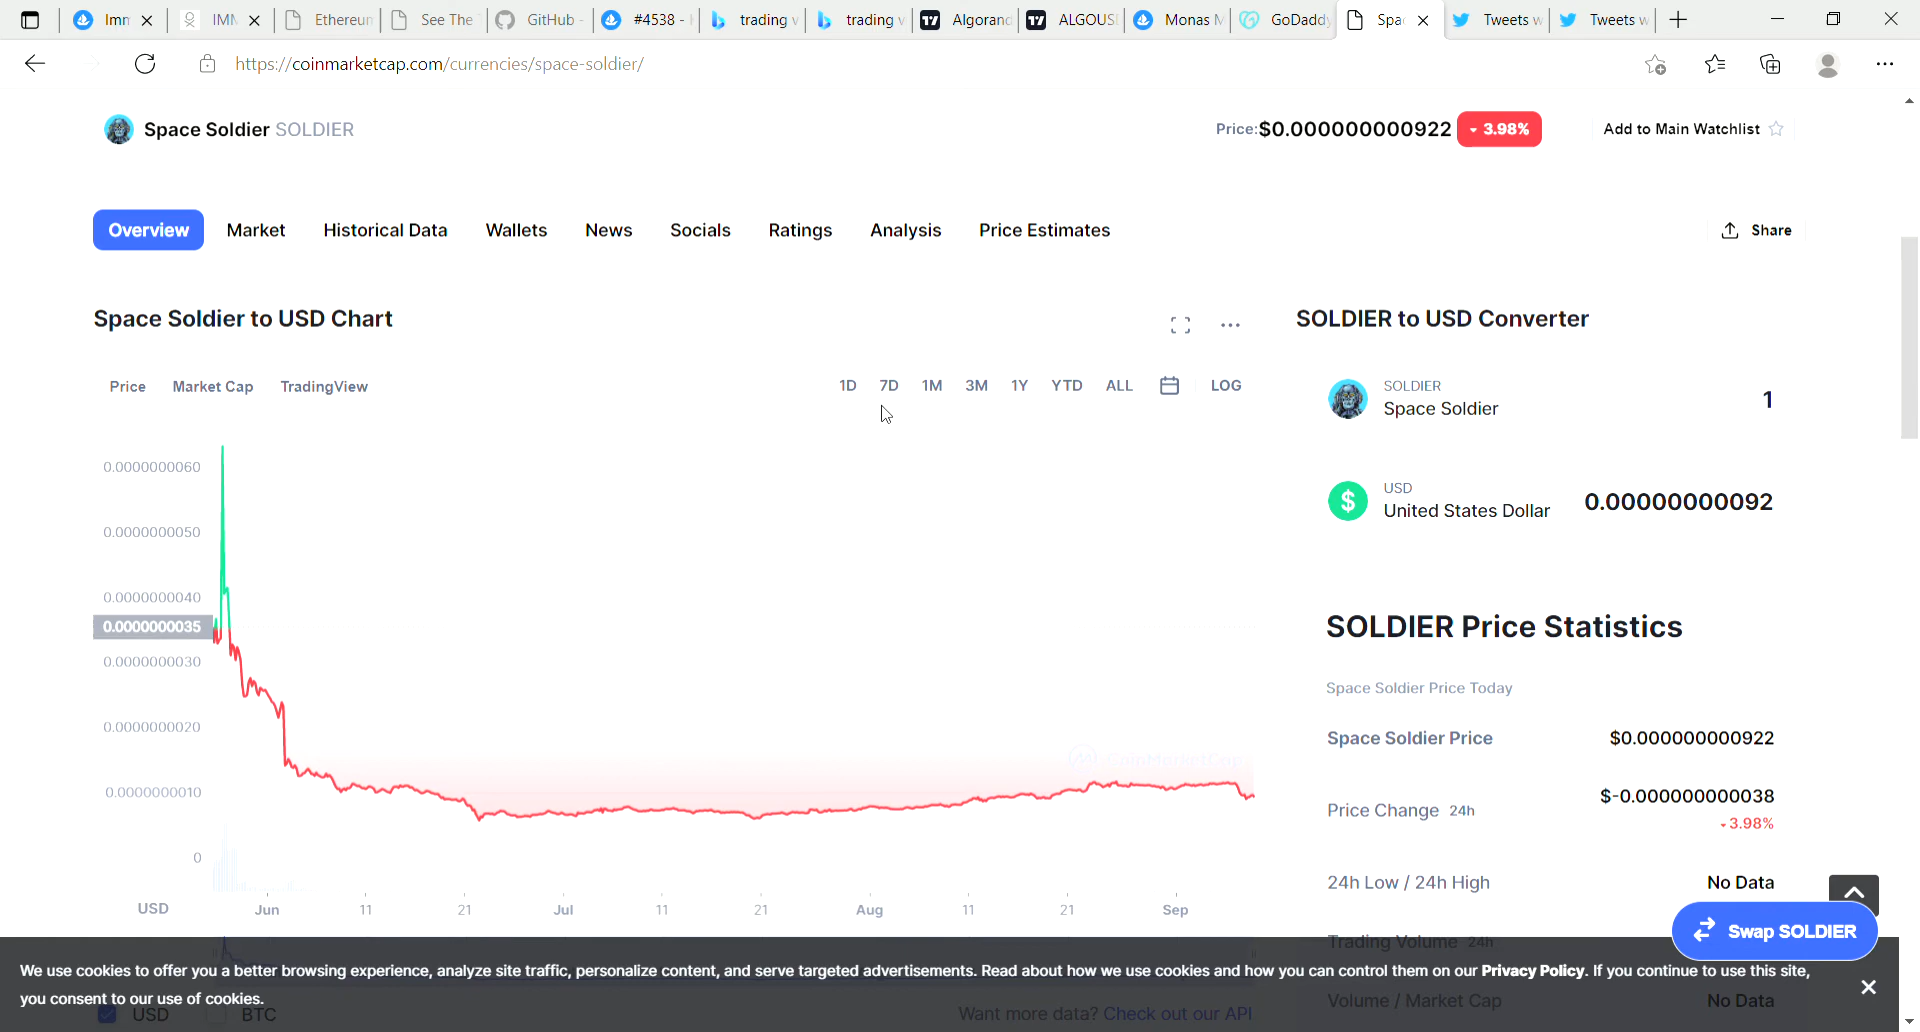 Imm
IMM
Ethereum
See The
GitHub -
#4538 -
trading v
trading v
Algorand
ALGOUSD
Monas M
GoDaddy
Spac
Tweets w
Tweets w
https://coinmarketcap.com/currencies/space-soldier/
Space Soldier SOLDIER
Price:$0.000000000922 3.98%
Add to Main Watchlist
Overview Market Historical Data Wallets News Socials Ratings Analysis Price Estimates
Share
Space Soldier to USD Chart
Price Market Cap TradingView
1D 7D 1M 3M 1Y YTD ALL LOG
0.0000000060
0.0000000050
0.0000000040
0.0000000035
0.0000000030
0.0000000020
0.0000000010
0
CoinMarketCap
USD Jun 11 21 Jul 11 21 Aug 11 21 Sep
SOLDIER to USD Converter
SOLDIER
Space Soldier 1
USD
United States Dollar 0.00000000092
SOLDIER Price Statistics
Space Soldier Price Today
Space Soldier Price $0.000000000922
Price Change 24h $-0.000000000038
3.98%
24h Low / 24h High No Data
Trading Volume 24h
Swap SOLDIER
We use cookies to offer you a better browsing experience, analyze site traffic, personalize content, and serve targeted advertisements. Read about how we use cookies and how you can control them on our Privacy Policy. If you continue to use this site,
you consent to our use of cookies.
Volume / Market Cap No Data
USD BTC
Want more data? Check out our API